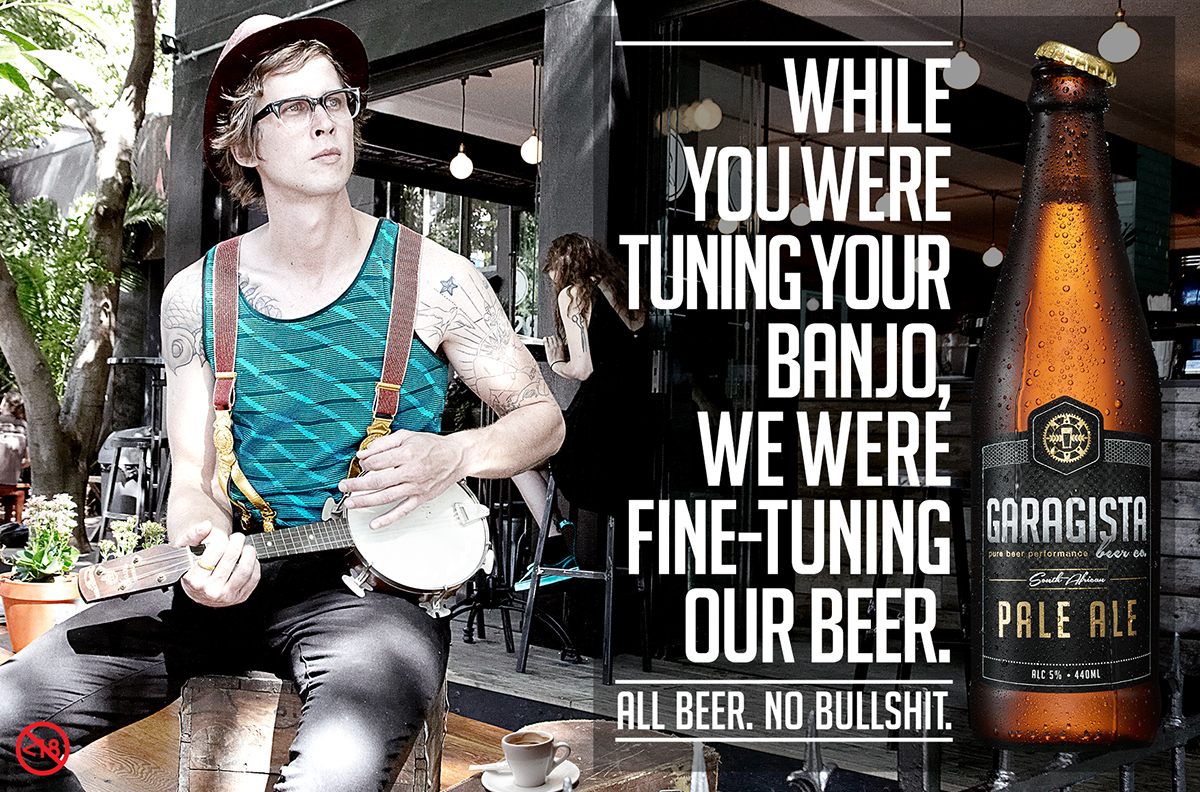 WHILE
YOU WERE
TUNING YOUR
BANJO,
WE WERE
FINE-TUNING
OUR BEER.
ALL BEER. NO BULLSHIT.
GARAGISTA
pure beer performance beer co.
South African
PALE ALE
ALC 5% • 440ML
<18